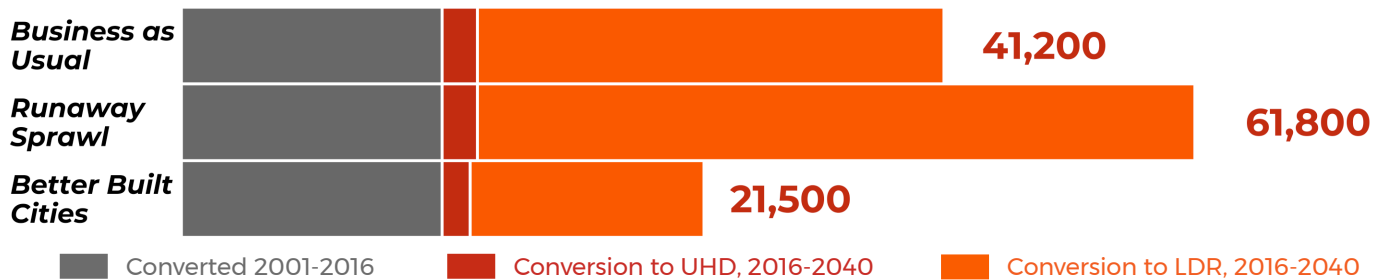 Business as
Usual
41,200
Runaway
Sprawl
61,800
Better Built
Cities
21,500
Converted 2001-2016
Conversion to UHD, 2016-2040
Conversion to LDR, 2016-2040